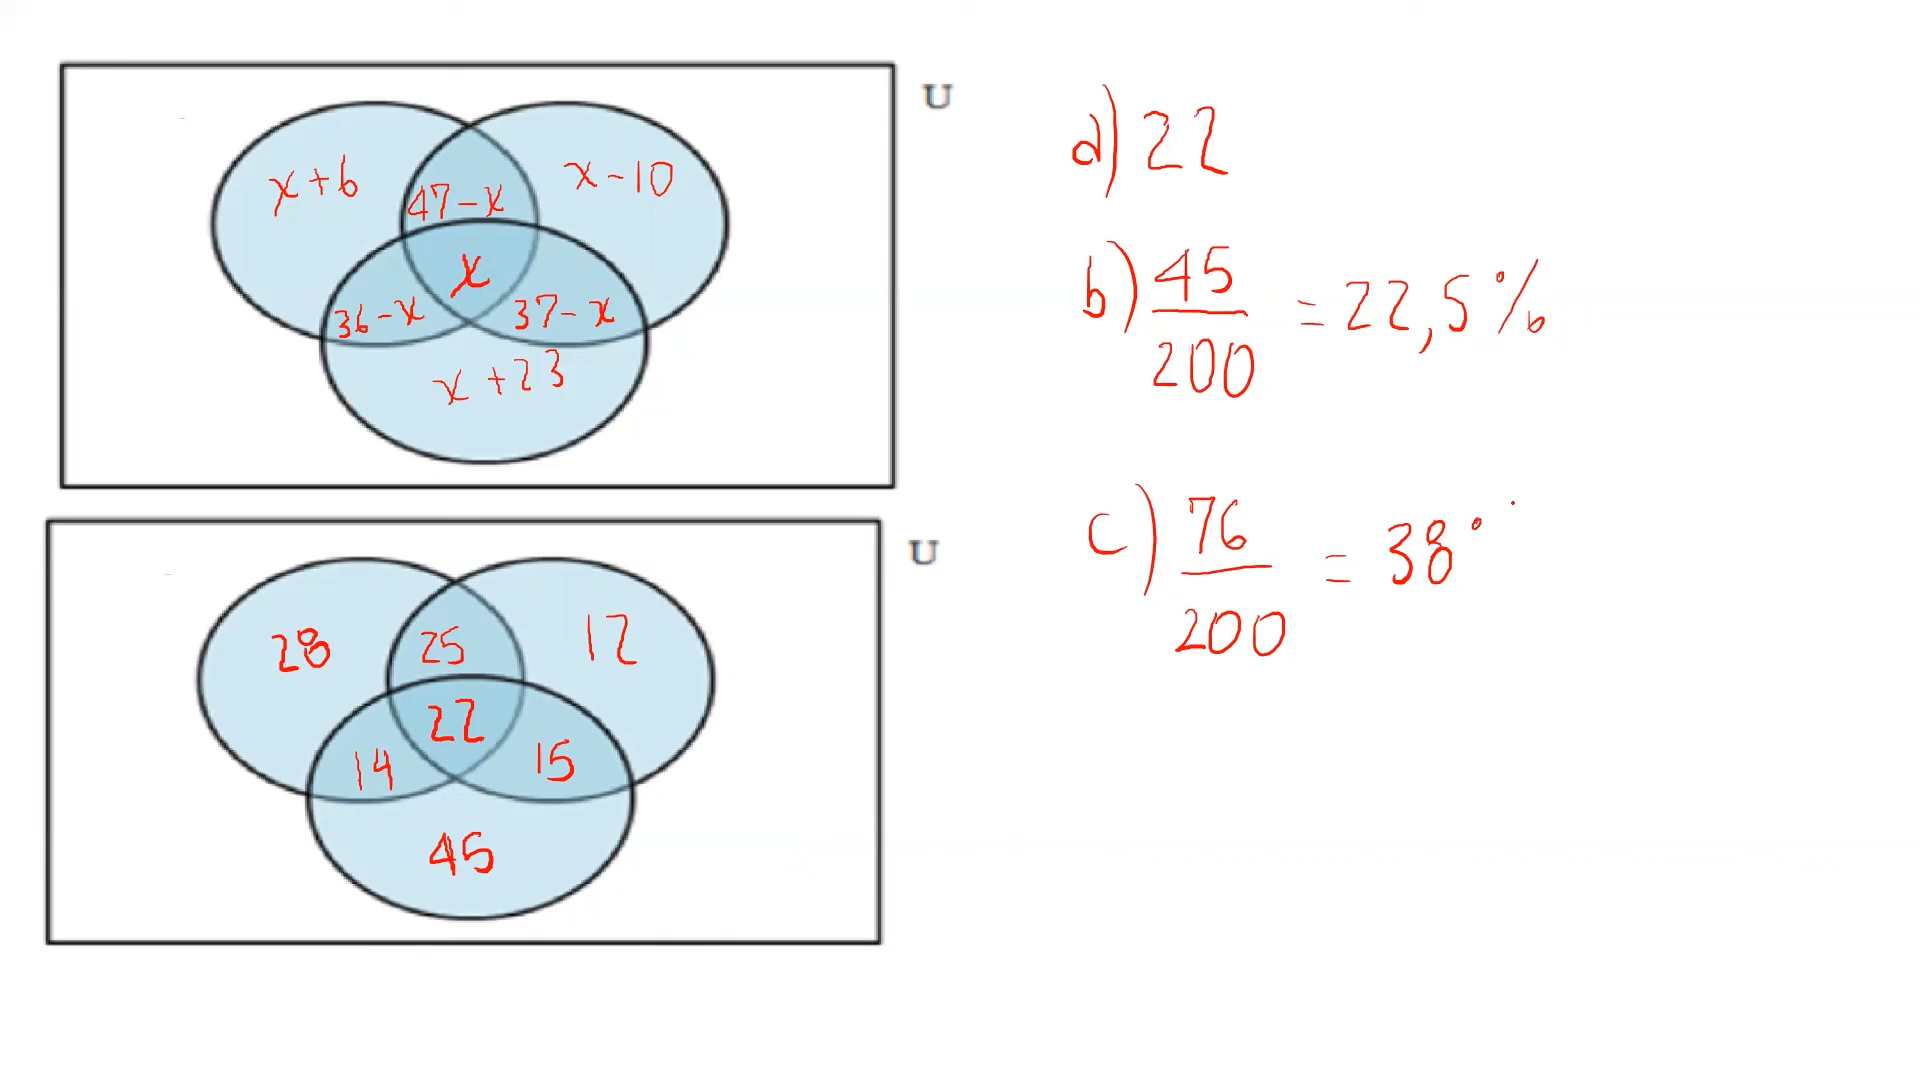 U
x+6
47-x
x-10
x
36-x
37-x
x+23
U
28
25
12
22
14
15
45
a) 22
b) 45/200 = 22,5%
c) 76/200 = 38°